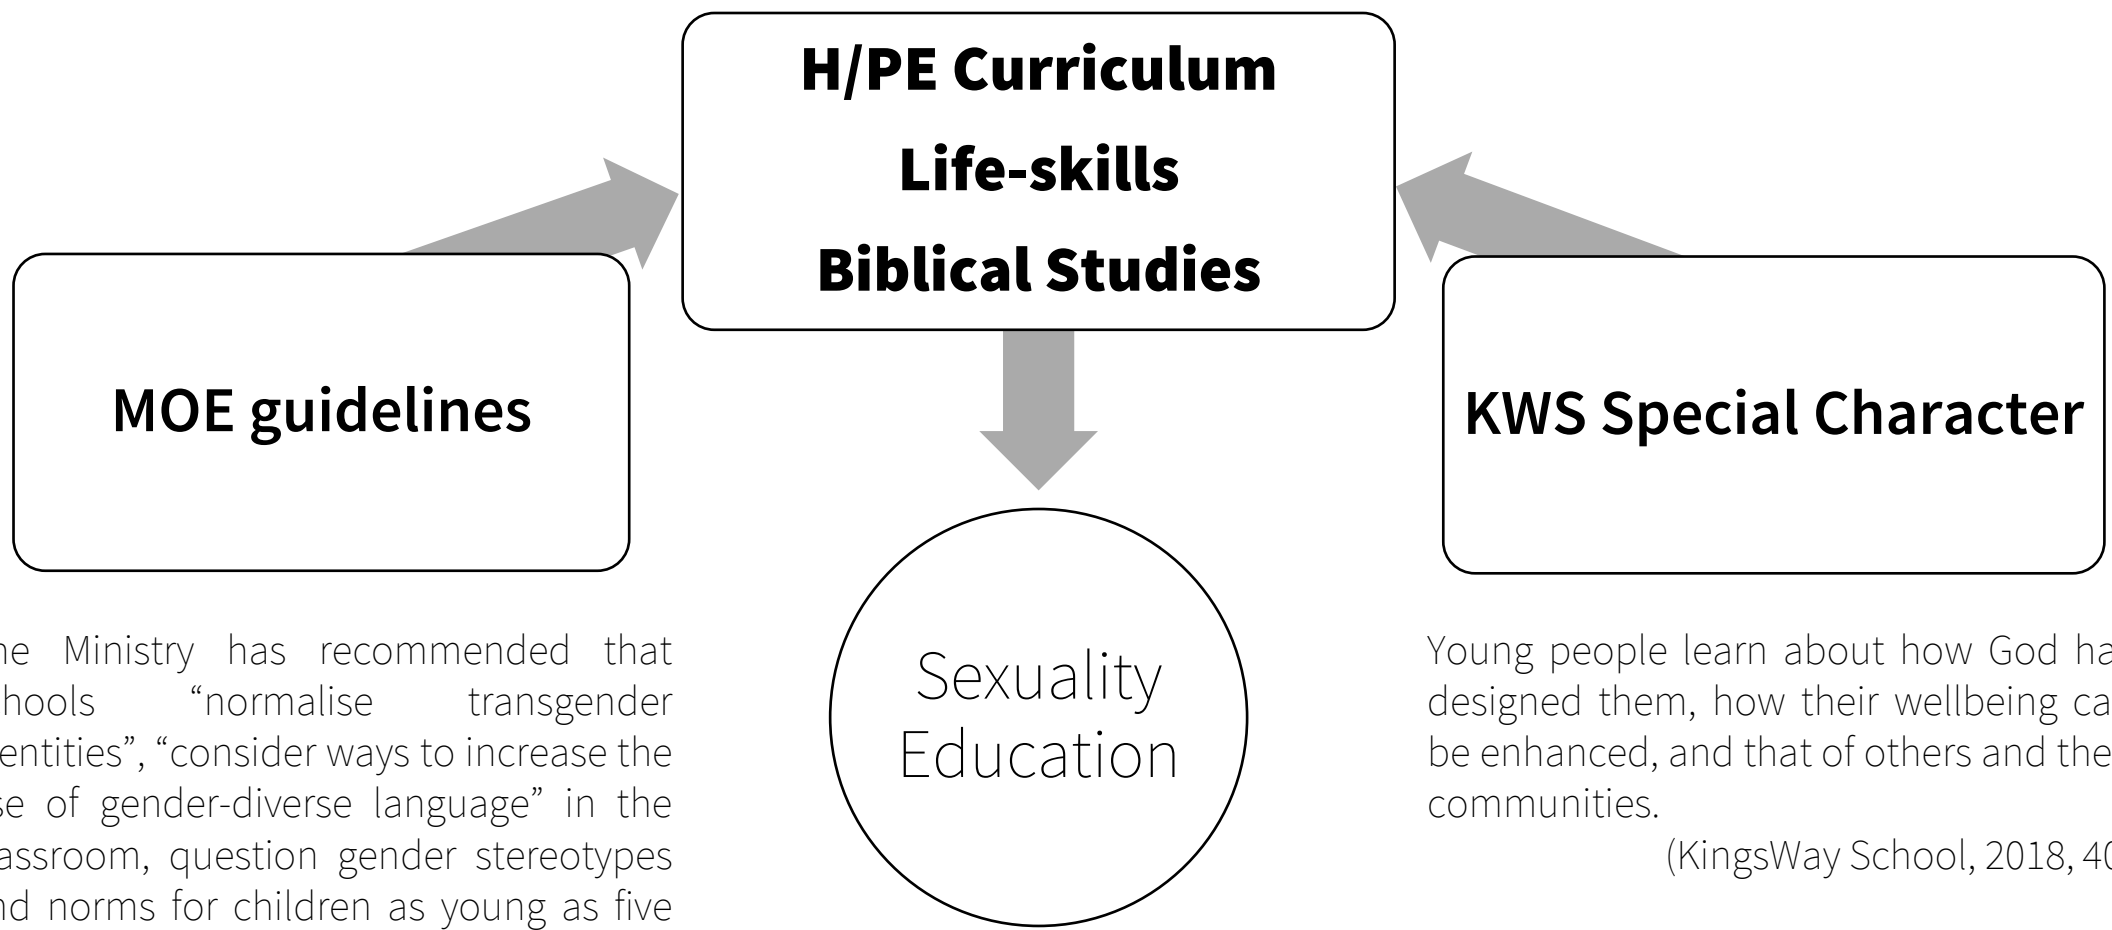 H/PE Curriculum
Life-skills
Biblical Studies
MOE guidelines
KWS Special Character
Sexuality
Education
Ministry has recommended that
“normalise transgender
“consider ways to increase the
of gender-diverse language” in the
question gender stereotypes
norms for children as young as five
Young people learn about how God
designed them, how their wellbeing
be enhanced, and that of others and
communities.
(KingsWay School, 2018, 40